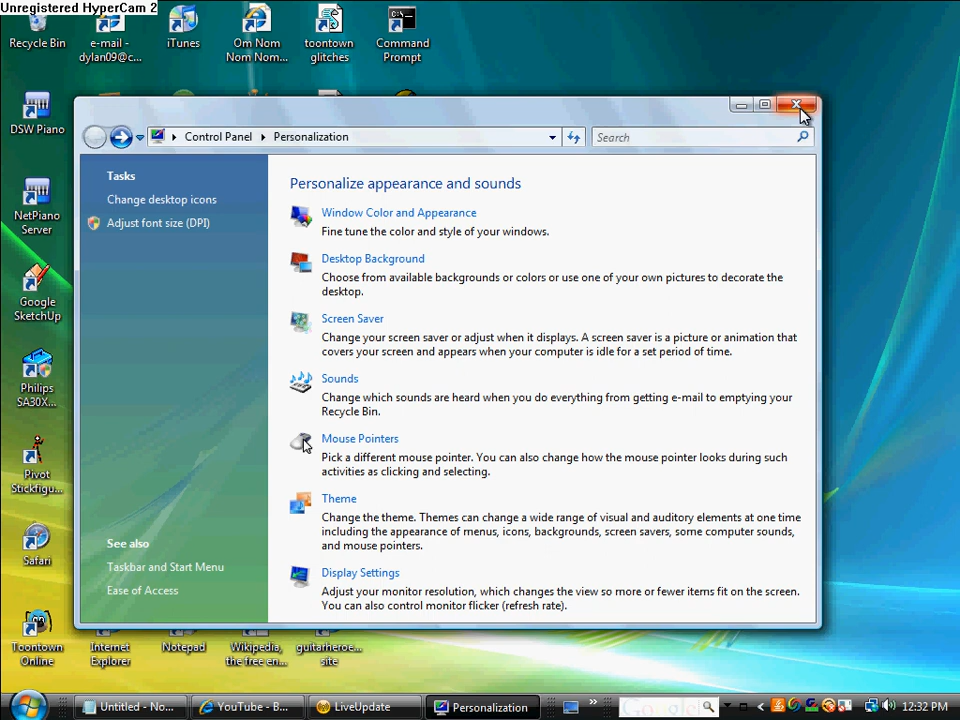 Unregistered HyperCam 2
Recycle Bin
e-mail - dylan09@c...
iTunes
Om Nom Nom Nom...
toontown glitches
Command Prompt
DSW Piano
NetPiano Server
Google SketchUp
Philips SA30X...
Pivot Stickfigu...
Safari
Toontown Online
Internet Explorer
Notepad
Wikipedia, the free en...
guitarheroe... site
Control Panel
Personalization
Search
Tasks
Change desktop icons
Adjust font size (DPI)
See also
Taskbar and Start Menu
Ease of Access
Personalize appearance and sounds
Window Color and Appearance
Fine tune the color and style of your windows.
Desktop Background
Choose from available backgrounds or colors or use one of your own pictures to decorate the
desktop.
Screen Saver
Change your screen saver or adjust when it displays. A screen saver is a picture or animation that
covers your screen and appears when your computer is idle for a set period of time.
Sounds
Change which sounds are heard when you do everything from getting e-mail to emptying your
Recycle Bin.
Mouse Pointers
Pick a different mouse pointer. You can also change how the mouse pointer looks during such
activities as clicking and selecting.
Theme
Change the theme. Themes can change a wide range of visual and auditory elements at one time
including the appearance of menus, icons, backgrounds, screen savers, some computer sounds,
and mouse pointers.
Display Settings
Adjust your monitor resolution, which changes the view so more or fewer items fit on the screen.
You can also control monitor flicker (refresh rate).
Untitled - No...
YouTube - B...
LiveUpdate
Personalization
Google
12:32 PM